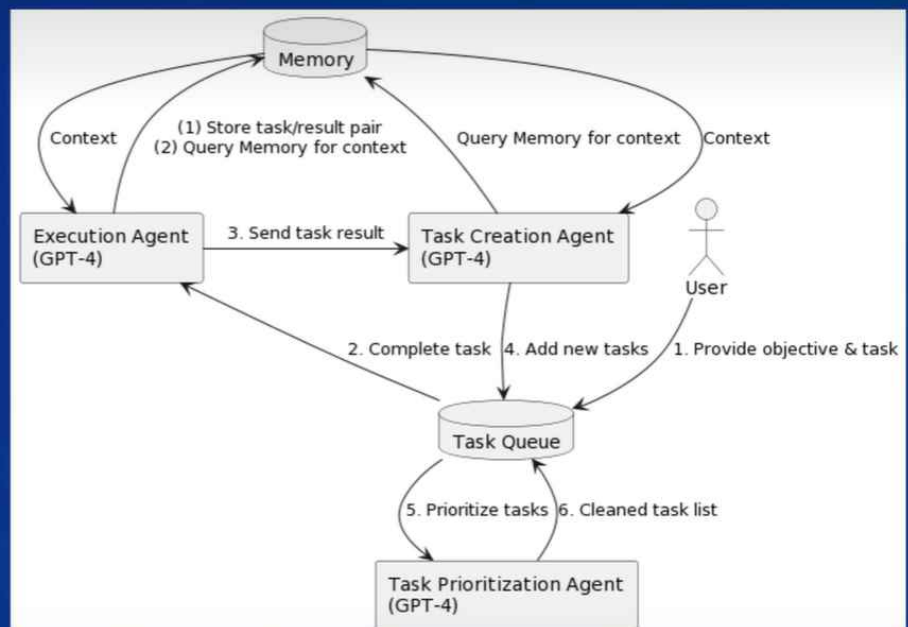 Memory
Context
(1) Store task/result pair
(2) Query Memory for context
Query Memory for context
Context
Execution Agent
(GPT-4)
3. Send task result
Task Creation Agent
(GPT-4)
User
2. Complete task
4. Add new tasks
1. Provide objective & task
Task Queue
5. Prioritize tasks
6. Cleaned task list
Task Prioritization Agent
(GPT-4)